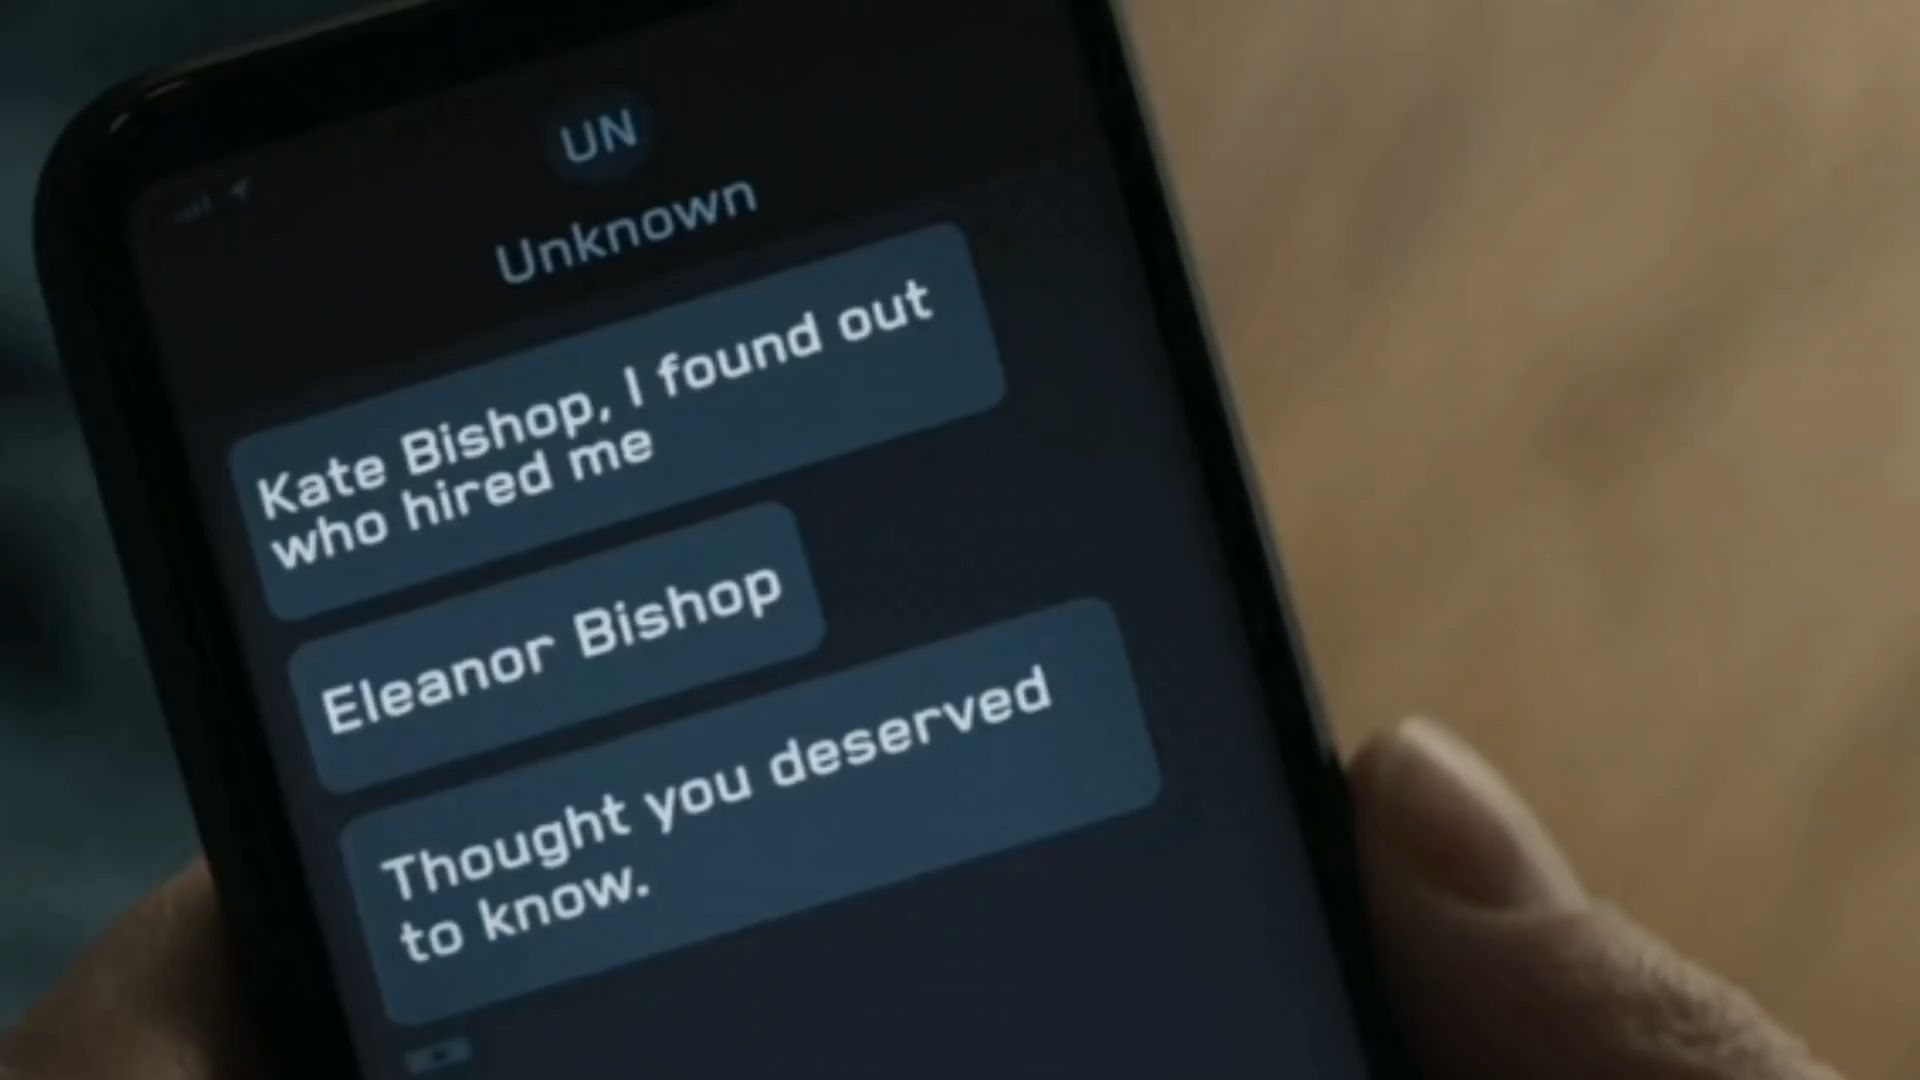 UN
Unknown
Kate Bishop, I found out
who hired me
Eleanor Bishop
Thought you deserved
to know.